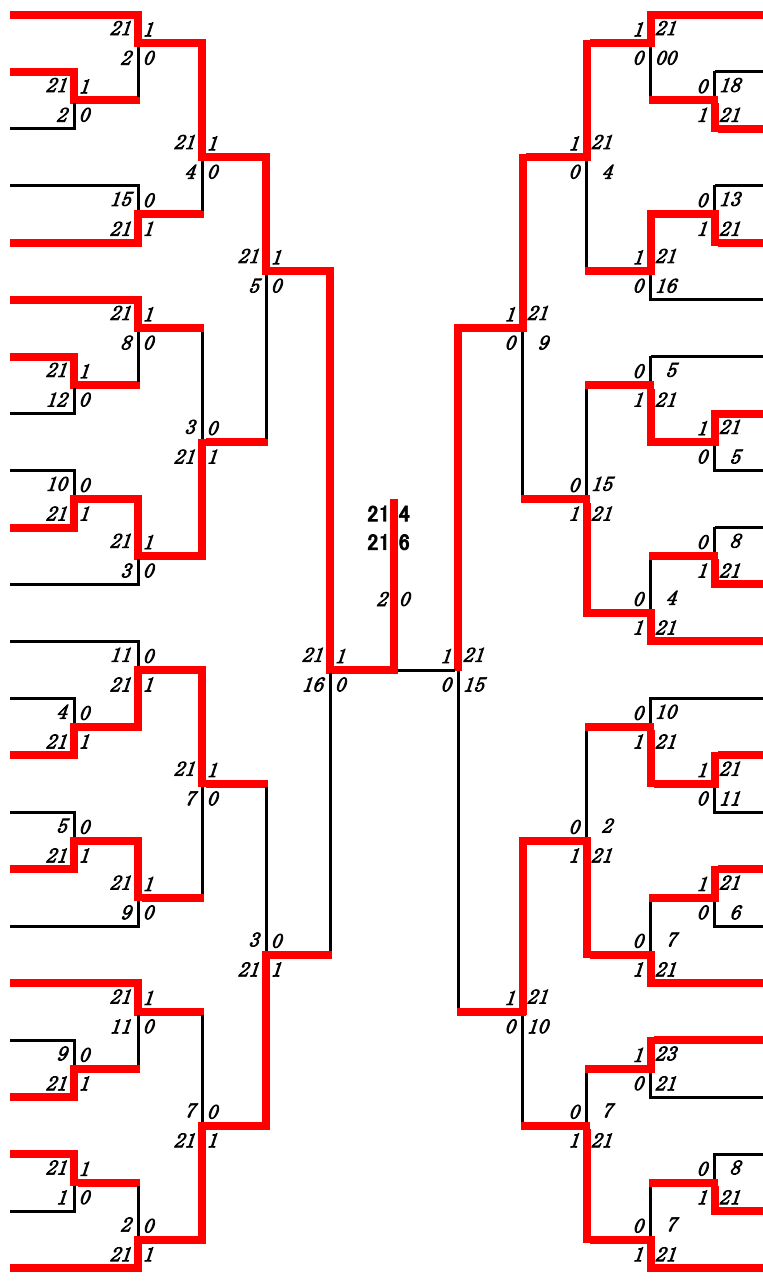 21 1 1 21
2 0 0 00
21 1 0 18
2 0 1 21
21 1 1 21
4 0 0 4
15 0 0 13
21 1 1 21
21 1 1 21
5 0 0 16
21 1 1 21
8 0 0 9
21 1 0 5
12 0 1 21
3 0 1 21
21 1 0 5
10 0 0 15
21 1 1 21
21 4
21 6
21 1 0 8
3 0 1 21
2 0 0 4
1 21
11 0 1 21
21 1 0 15
21 1
16 0
4 0 0 10
21 1 1 21
21 1 1 21
7 0 0 11
5 0 0 2
21 1 1 21
21 1 1 21
9 0 0 6
3 0 0 7
21 1 1 21
21 1 1 21
11 0 0 10
9 0 1 23
21 1 0 21
7 0 0 7
21 1 1 21
21 1 0 8
1 0 1 21
2 0 0 7
21 1 1 21